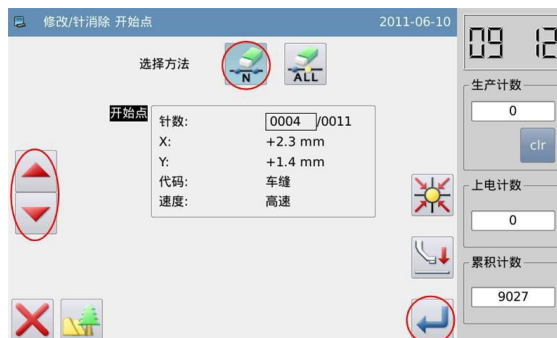 修改/针消除 开始点 2011-06-10
09 12
选择方法
N
ALL
生产计数
0
clr
开始点
针数: 0004 /0011
X: +2.3 mm
Y: +1.4 mm
代码: 车缝
速度: 高速
上电计数
0
累积计数
9027